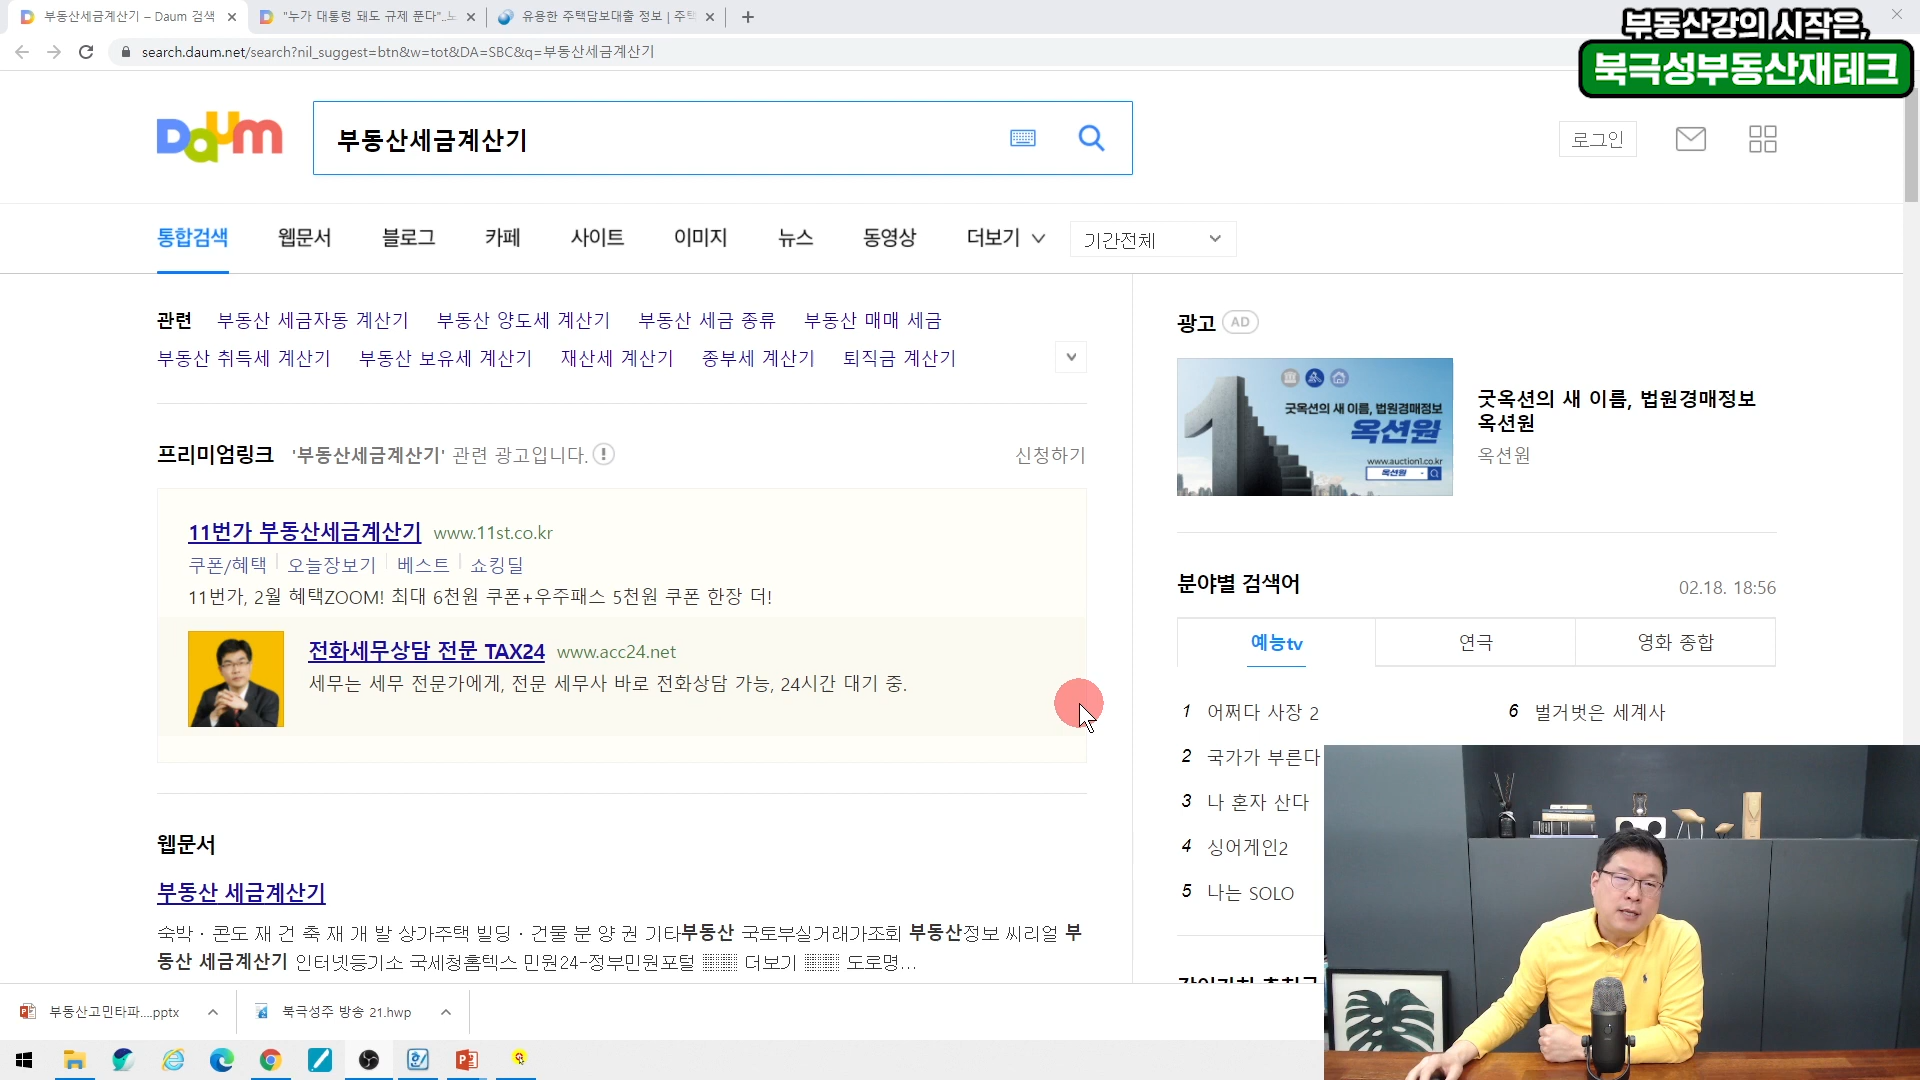 부동산세금계산기 – Daum 검색
"누가 대통령 돼도 규제 푼다"..노
유용한 주택담보대출 정보 | 주택
search.daum.net/search?nil_suggest=btn&w=tot&DA=SBC&q=부동산세금계산기
부동산강의 시작은,
북극성부동산재테크
Daum
부동산세금계산기
로그인
통합검색 웹문서 블로그 카페 사이트 이미지 뉴스 동영상 더보기 기간전체
관련 부동산 세금자동 계산기 부동산 양도세 계산기 부동산 세금 종류 부동산 매매 세금
부동산 취득세 계산기 부동산 보유세 계산기 재산세 계산기 종부세 계산기 퇴직금 계산기
프리미엄링크 '부동산세금계산기' 관련 광고입니다. 신청하기
11번가 부동산세금계산기 www.11st.co.kr
쿠폰/혜택 오늘장보기 베스트 쇼킹딜
11번가, 2월 혜택ZOOM! 최대 6천원 쿠폰+우주패스 5천원 쿠폰 한장 더!
전화세무상담 전문 TAX24 www.acc24.net
세무는 세무 전문가에게, 전문 세무사 바로 전화상담 가능, 24시간 대기 중.
웹문서
부동산 세금계산기
숙박 · 콘도 재 건 축 재 개 발 상가주택 빌딩 · 건물 분 양 권 기타부동산 국토부실거래가조회 부동산정보 씨리얼 부
동산 세금계산기 인터넷등기소 국세청홈텍스 민원24-정부민원포털 ▒▒ 더보기 ▒▒ 도로명...
광고 AD
굿옥션의 새 이름, 법원경매정보
옥션원
www.auction1.co.kr
옥션원
굿옥션의 새 이름, 법원경매정보
옥션원
옥션원
분야별 검색어 02.18. 18:56
예능tv 연극 영화 종합
1 어쩌다 사장 2
6 벌거벗은 세계사
2 국가가 부른다
3 나 혼자 산다
4 싱어게인2
5 나는 SOLO
부동산고민타파....pptx
북극성주 방송 21.hwp